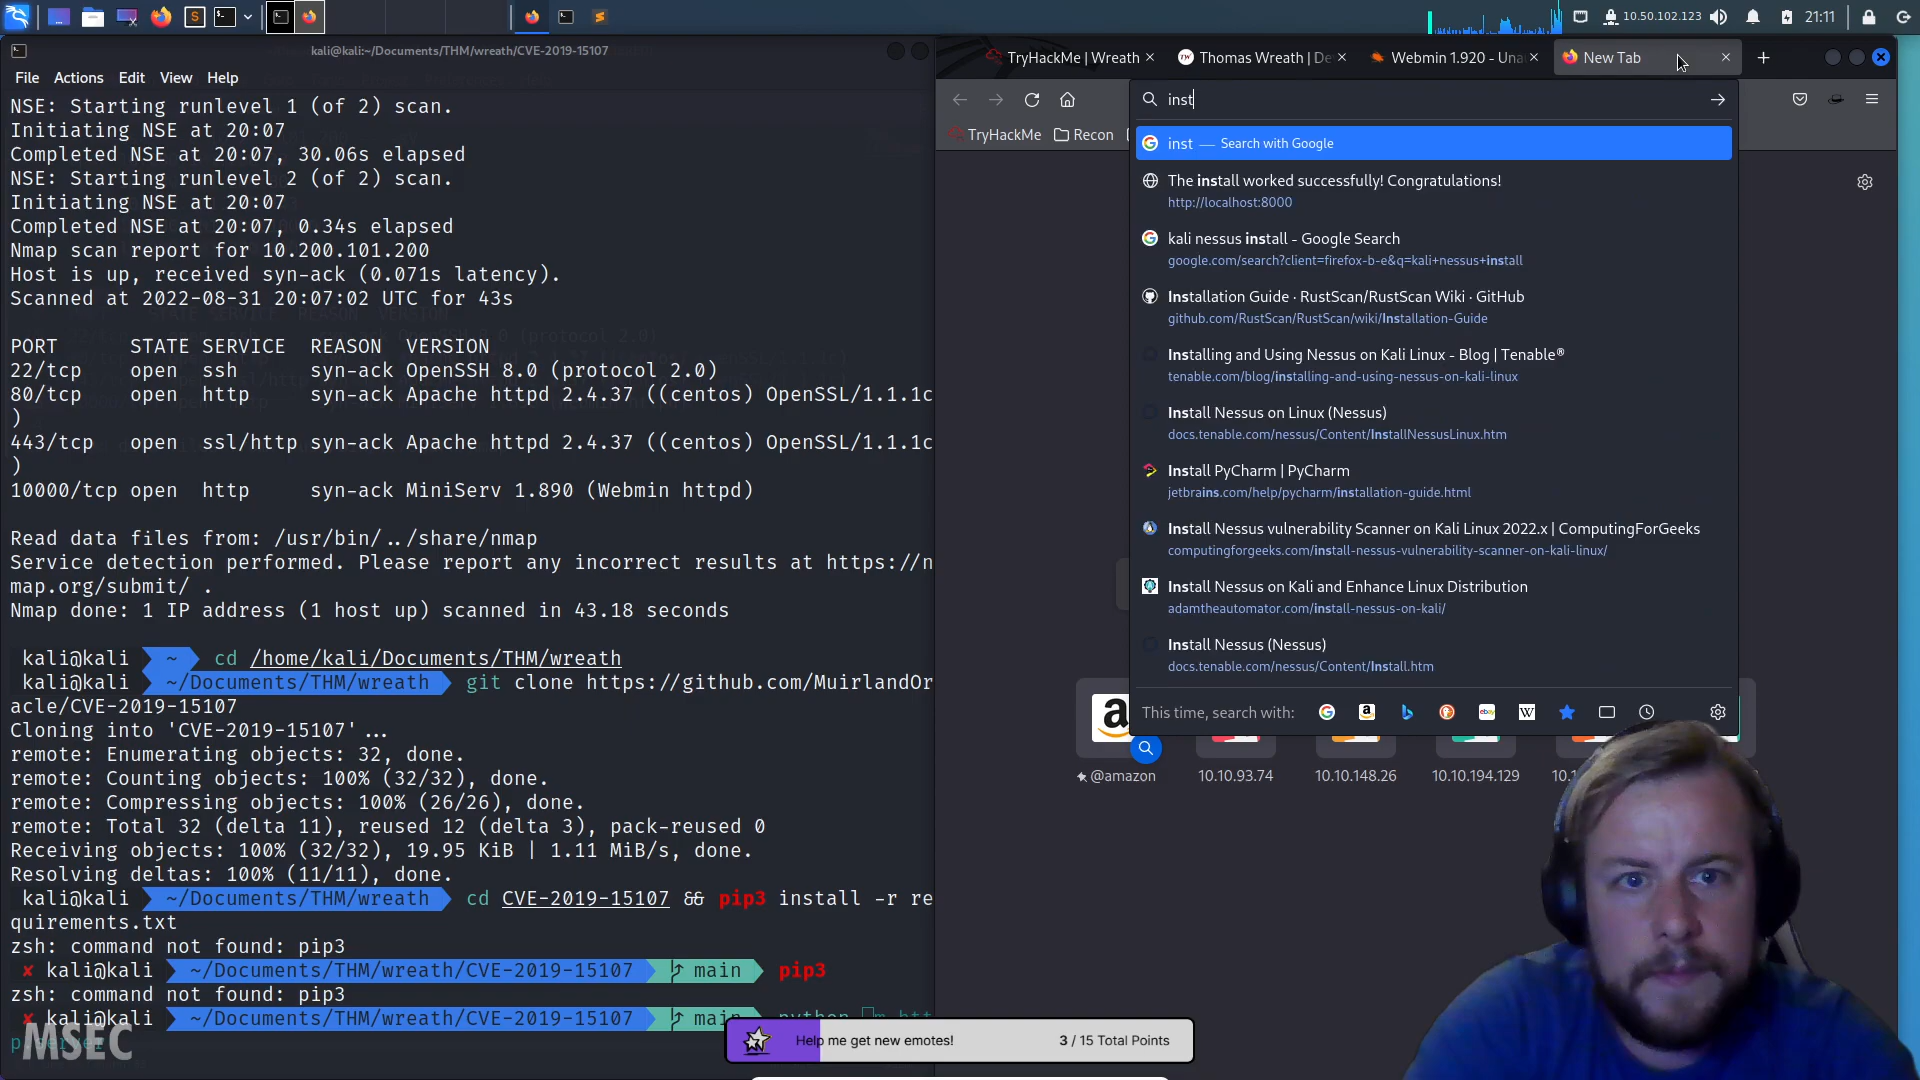 10.50.102.123
21:11
kali@kali:~/Documents/THM/wreath/CVE-2019-15107
File Actions Edit View Help
NSE: Starting runlevel 1 (of 2) scan.
Initiating NSE at 20:07
Completed NSE at 20:07, 30.06s elapsed
NSE: Starting runlevel 2 (of 2) scan.
Initiating NSE at 20:07
Completed NSE at 20:07, 0.34s elapsed
Nmap scan report for 10.200.101.200
Host is up, received syn-ack (0.071s latency).
Scanned at 2022-08-31 20:07:02 UTC for 43s
PORT STATE SERVICE REASON VERSION
22/tcp open ssh syn-ack OpenSSH 8.0 (protocol 2.0)
80/tcp open http syn-ack Apache httpd 2.4.37 ((centos) OpenSSL/1.1.1c
)
443/tcp open ssl/http syn-ack Apache httpd 2.4.37 ((centos) OpenSSL/1.1.1c
)
10000/tcp open http syn-ack MiniServ 1.890 (Webmin httpd)
Read data files from: /usr/bin/../share/nmap
Service detection performed. Please report any incorrect results at https://n
map.org/submit/ .
Nmap done: 1 IP address (1 host up) scanned in 43.18 seconds
kali@kali ~ cd /home/kali/Documents/THM/wreath
kali@kali ~/Documents/THM/wreath git clone https://github.com/MuirlandOr
acle/CVE-2019-15107
Cloning into 'CVE-2019-15107'...
remote: Enumerating objects: 32, done.
remote: Counting objects: 100% (32/32), done.
remote: Compressing objects: 100% (26/26), done.
remote: Total 32 (delta 11), reused 12 (delta 3), pack-reused 0
Receiving objects: 100% (32/32), 19.95 KiB | 1.11 MiB/s, done.
Resolving deltas: 100% (11/11), done.
kali@kali ~/Documents/THM/wreath cd CVE-2019-15107 && pip3 install -r re
quirements.txt
zsh: command not found: pip3
✘ kali@kali ~/Documents/THM/wreath/CVE-2019-15107 main pip3
zsh: command not found: pip3
✘ kali@kali ~/Documents/THM/wreath/CVE-2019-15107 main python
MSEC
TryHackMe | Wreath
Thomas Wreath | De
Webmin 1.920 - Una
New Tab
inst
TryHackMe
Recon
inst — Search with Google
The install worked successfully! Congratulations!
http://localhost:8000
kali nessus install - Google Search
google.com/search?client=firefox-b-e&q=kali+nessus+install
Installation Guide · RustScan/RustScan Wiki · GitHub
github.com/RustScan/RustScan/wiki/Installation-Guide
Installing and Using Nessus on Kali Linux - Blog | Tenable®
tenable.com/blog/installing-and-using-nessus-on-kali-linux
Install Nessus on Linux (Nessus)
docs.tenable.com/nessus/Content/InstallNessusLinux.htm
Install PyCharm | PyCharm
jetbrains.com/help/pycharm/installation-guide.html
Install Nessus vulnerability Scanner on Kali Linux 2022.x | ComputingForGeeks
computingforgeeks.com/install-nessus-vulnerability-scanner-on-kali-linux/
Install Nessus on Kali and Enhance Linux Distribution
adamtheautomator.com/install-nessus-on-kali/
Install Nessus (Nessus)
docs.tenable.com/nessus/Content/Install.htm
This time, search with:
@amazon
10.10.93.74
10.10.148.26
10.10.194.129
Help me get new emotes!
3 / 15 Total Points